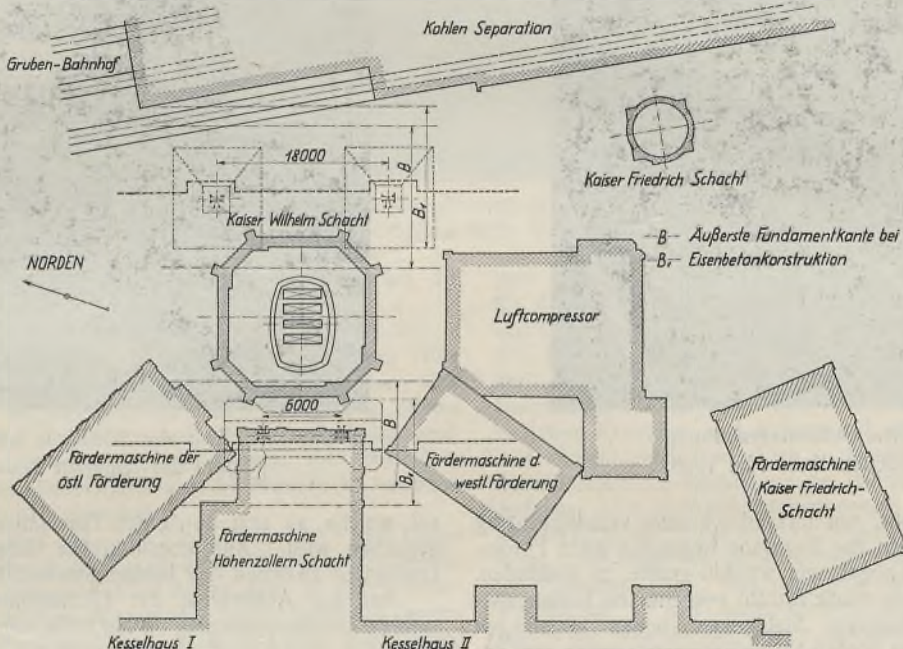 Kohlen Separation
Gruben-Bahnhof
18000
B
B₁
Kaiser Friedrich Schacht
Kaiser Wilhelm Schacht
B Äußerste Fundamentkante bei
B₁ Eisenbetonkonstruktion
NORDEN
Luftcompressor
6000
B
B₁
Fördermaschine der
östl. Förderung
Fördermaschine d.
westl. Förderung
Fördermaschine
Kaiser Friedrich-
Schacht
Fördermaschine
Hohenzollern Schacht
Kesselhaus I
Kesselhaus II